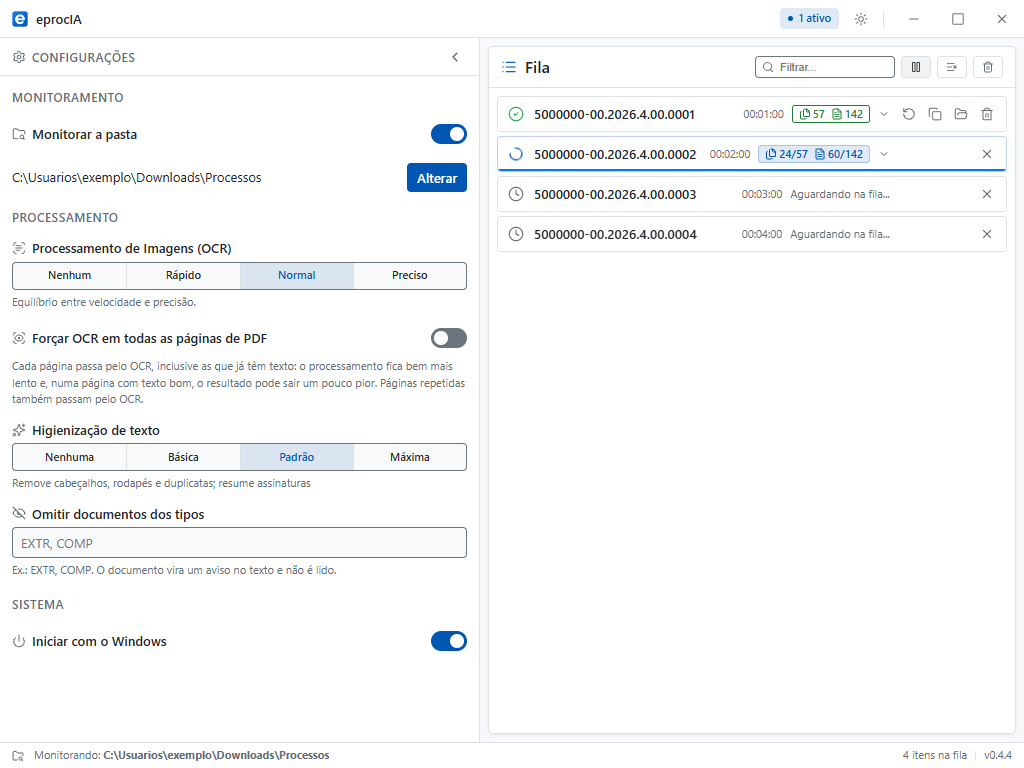 eprocIA
1 ativo
CONFIGURAÇÕES
MONITORAMENTO
Monitorar a pasta
C:\Usuarios\exemplo\Downloads\Processos
Alterar
PROCESSAMENTO
Processamento de Imagens (OCR)
Nenhum Rápido Normal Preciso
Equilíbrio entre velocidade e precisão.
Forçar OCR em todas as páginas de PDF
Cada página passa pelo OCR, inclusive as que já têm texto: o processamento fica bem mais
lento e, numa página com texto bom, o resultado pode sair um pouco pior. Páginas repetidas
também passam pelo OCR.
Higienização de texto
Nenhuma Básica Padrão Máxima
Remove cabeçalhos, rodapés e duplicatas; resume assinaturas
Omitir documentos dos tipos
EXTR, COMP
Ex.: EXTR, COMP. O documento vira um aviso no texto e não é lido.
SISTEMA
Iniciar com o Windows
Fila
Filtrar...
5000000-00.2026.4.00.0001 00:01:00 57 142
5000000-00.2026.4.00.0002 00:02:00 24/57 60/142
5000000-00.2026.4.00.0003 00:03:00 Aguardando na fila...
5000000-00.2026.4.00.0004 00:04:00 Aguardando na fila...
Monitorando: C:\Usuarios\exemplo\Downloads\Processos
4 itens na fila v0.4.4